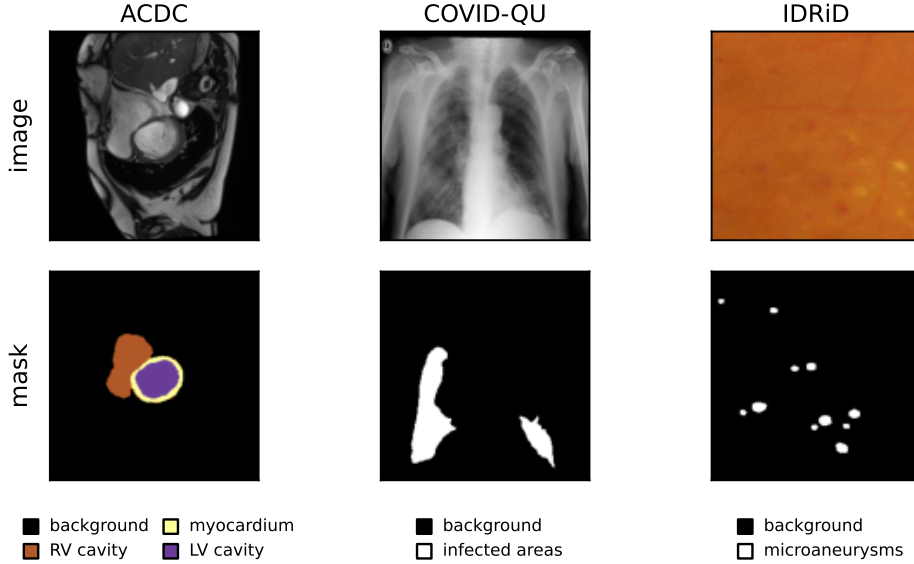 ACDC COVID-QU IDRiD
image
mask
background myocardium background background
RV cavity LV cavity infected areas microaneurysms